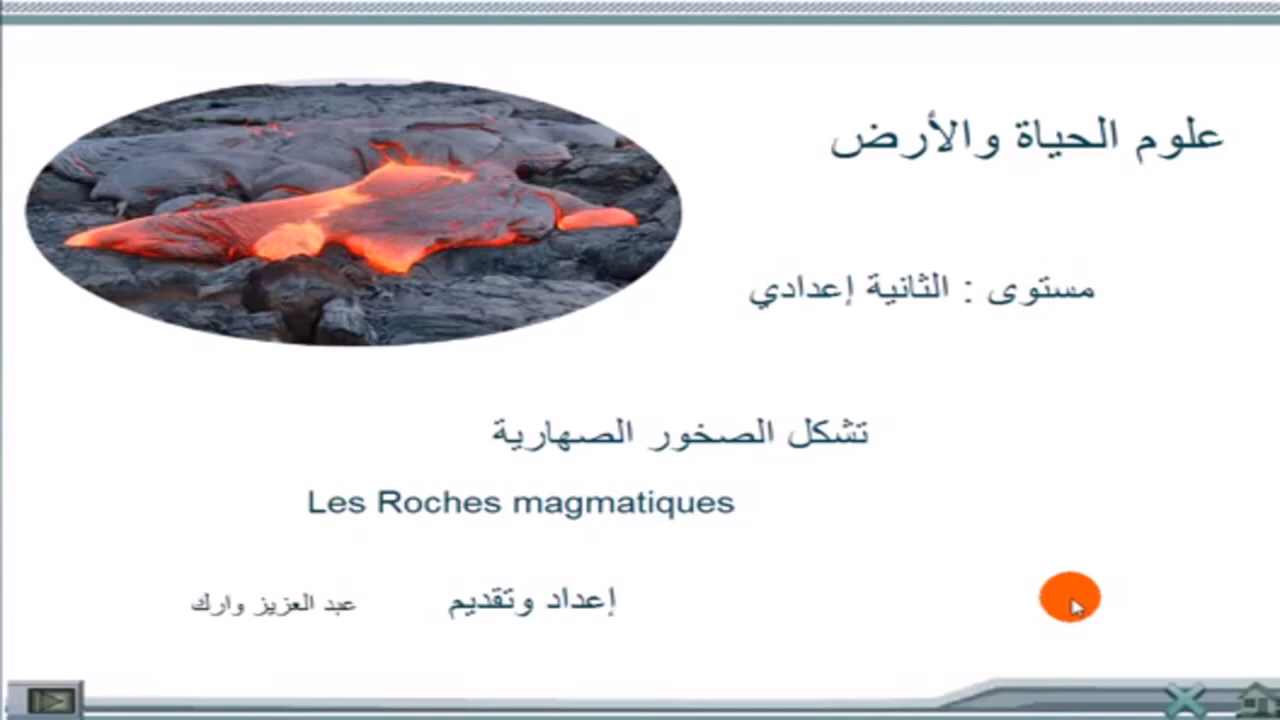 علوم الحياة والأرض
مستوى : الثانية إعدادي
تشكل الصخور الصهارية
Les Roches magmatiques
إعداد وتقديم عبد العزيز وارك